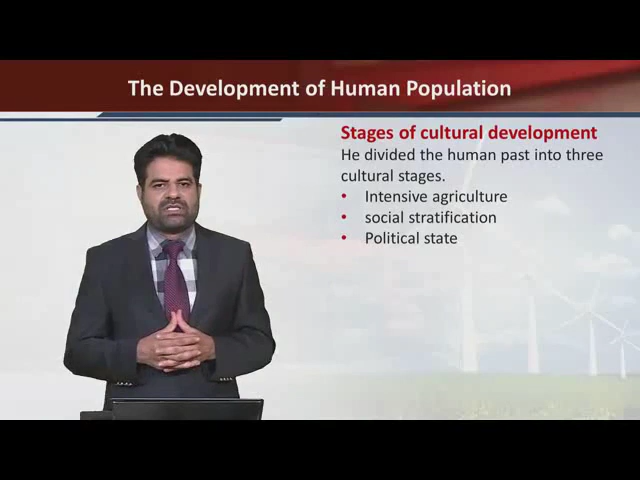 The Development of Human Population
Stages of cultural development
He divided the human past into three
cultural stages.
• Intensive agriculture
• social stratification
• Political state